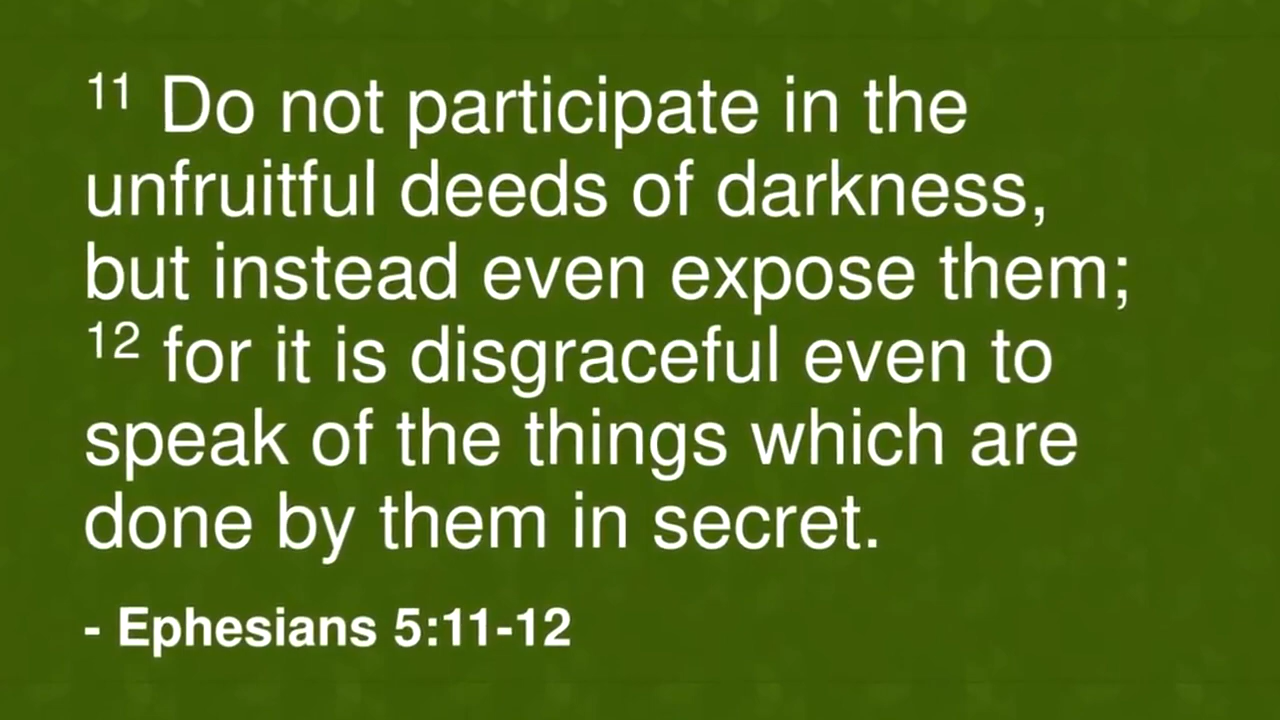 11 Do not participate in the
unfruitful deeds of darkness,
but instead even expose them;
12 for it is disgraceful even to
speak of the things which are
done by them in secret.
- Ephesians 5:11-12